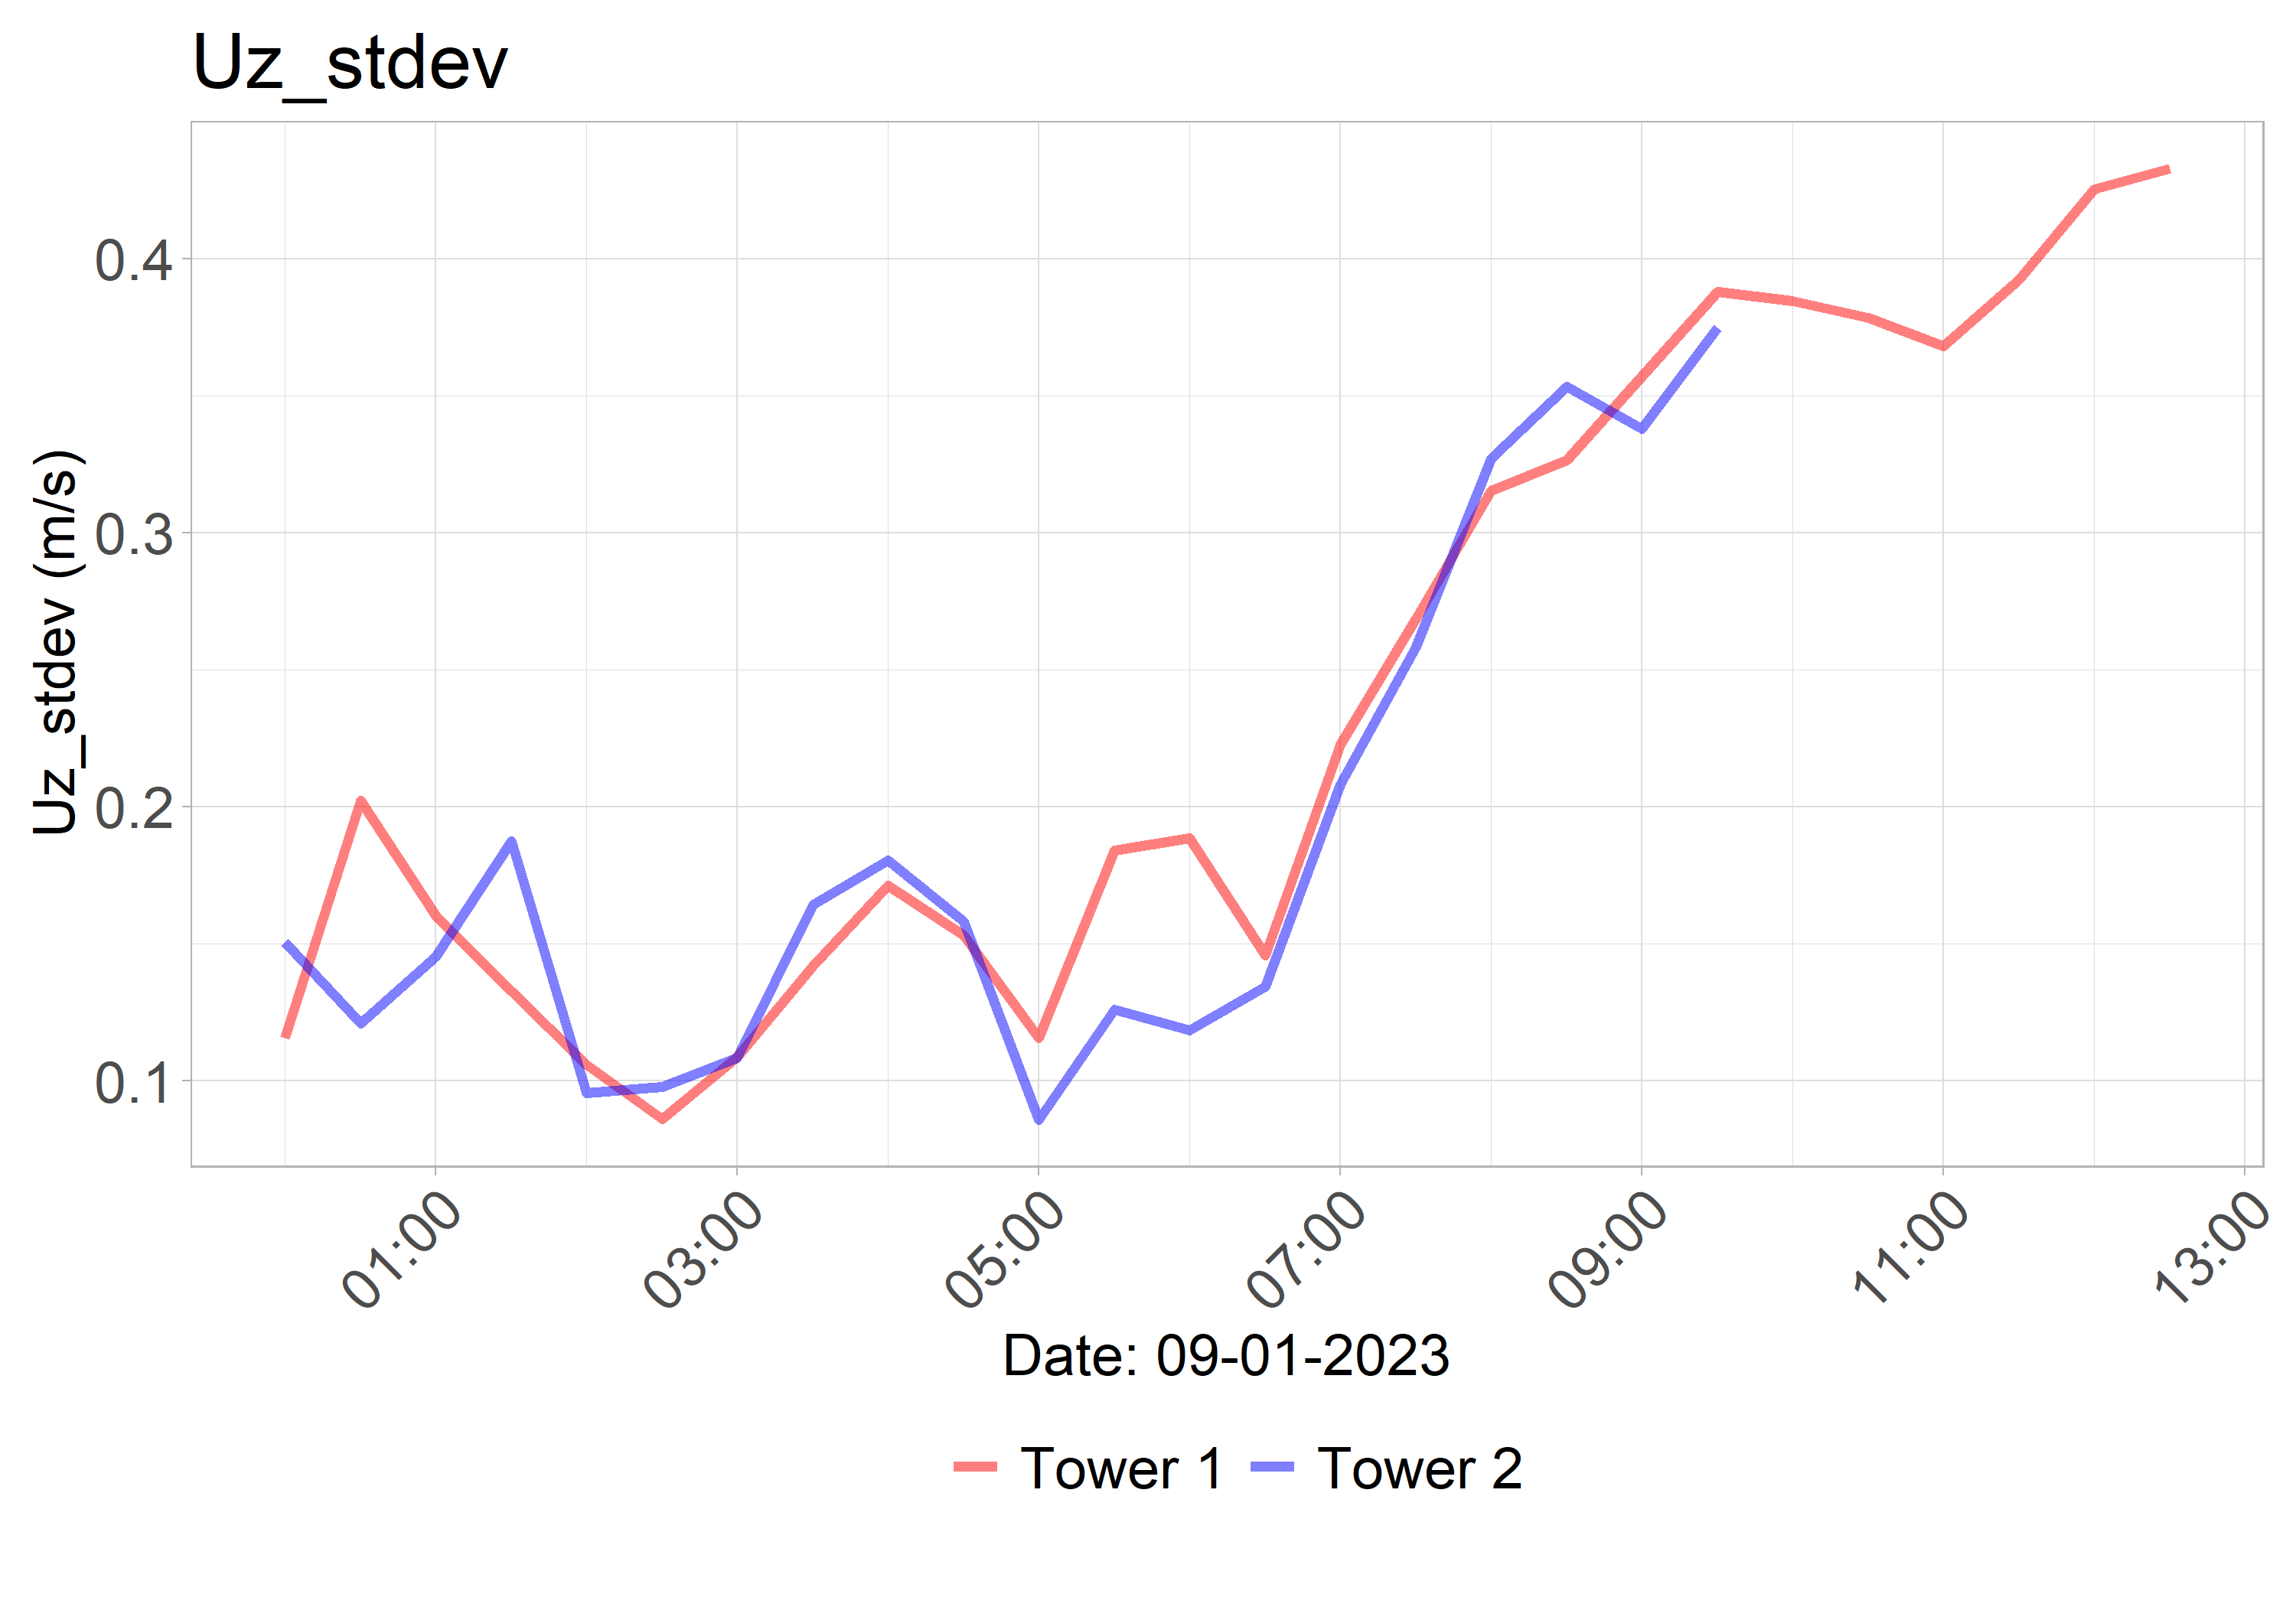 Uz_stdev
Uz_stdev (m/s)
0.4
0.3
0.2
0.1
01:00 03:00 05:00 07:00 09:00 11:00 13:00
Date: 09-01-2023
Tower 1 Tower 2